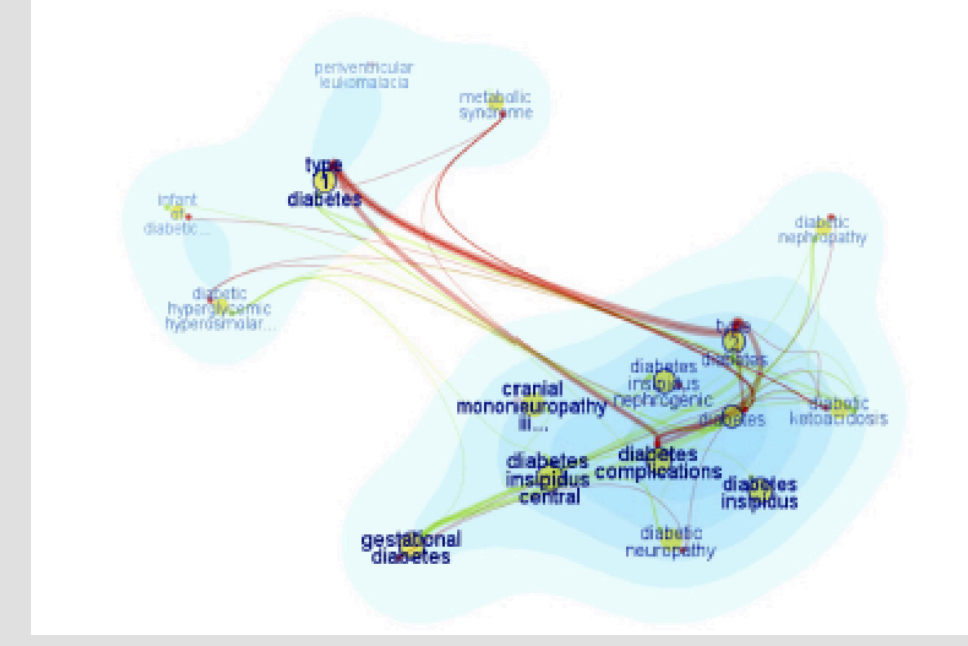 periventricular
leukomalacia
metabolic
syndrome
type
1
diabetes
infant
of
diabetic...
diabetic
hyperglycemic
hyperosmolar...
diabetic
nephropathy
type
2
diabetes
diabetes
insipidus
nephrogenic
cranial
mononeuropathy
III...
diabetes
diabetic
ketoacidosis
diabetes
complications
diabetes
insipidus
central
diabetes
insipidus
gestational
diabetes
diabetic
neuropathy